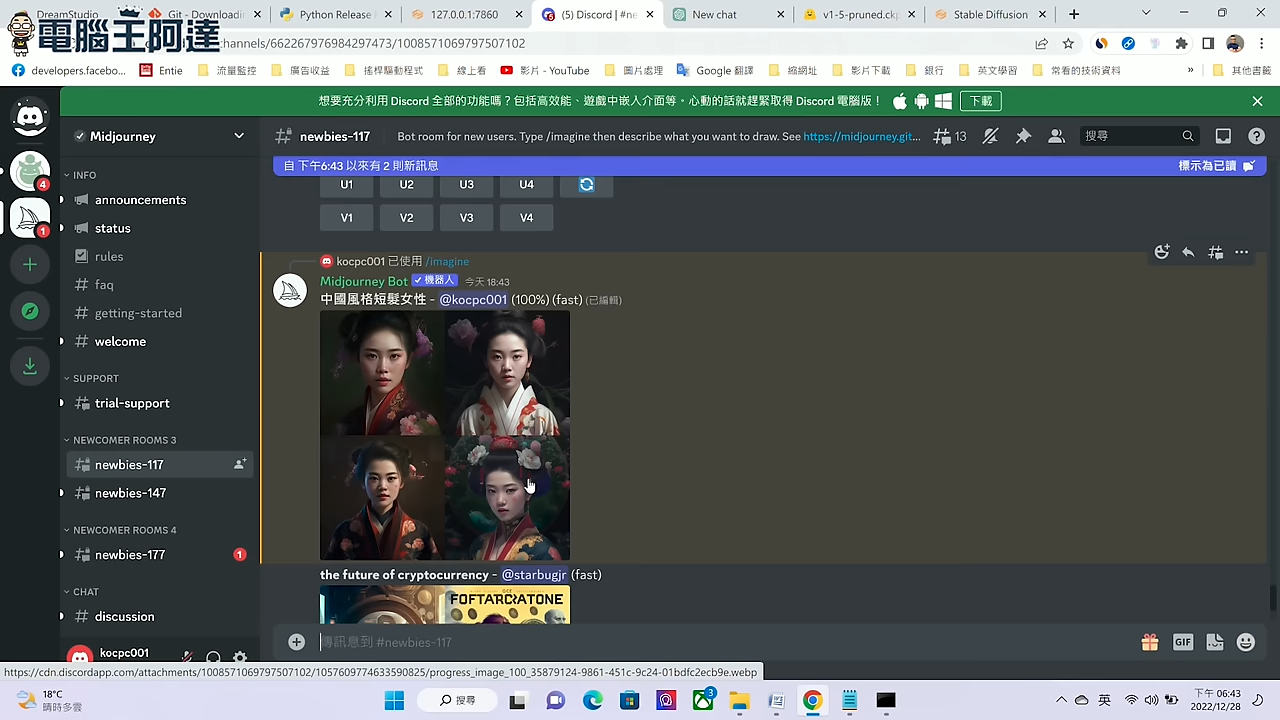 DreamStudio
Git - Downloadi
Python Release
127.0
(5) Discord
New c
Stable Diffusion
電腦王阿達
channels/662267976984297473/1008571069797507102
developers.facebo...
Entie
流量監控
廣告收益
搖桿驅動程式
線上看
影片 - YouTube
圖片處理
Google 翻譯
縮網址
影片下載
銀行
英文學習
常看的技術資料
»
其他書籤
想要充分利用 Discord 全部的功能嗎？包括高效能、遊戲中嵌入介面等。心動就趕緊取得 Discord 電腦版！
下載
Midjourney
newbies-117
Bot room for new users. Type /imagine then describe what you want to draw. See https://midjourney.git...
13
搜尋
自 下午6:43 以來有 2 則新訊息
標示為已讀
INFO
announcements
status
rules
faq
getting-started
welcome
SUPPORT
trial-support
NEWCOMER ROOMS 3
newbies-117
newbies-147
NEWCOMER ROOMS 4
newbies-177
1
CHAT
discussion
kocpc001
4
1
U1
U2
U3
U4
V1
V2
V3
V4
kocpc001 已使用 /imagine
Midjourney Bot
機器人
今天 18:43
中國風格短髮女性 - @kocpc001 (100%) (fast) (已編輯)
the future of cryptocurrency - @starbugjr (fast)
FOFTARCRATONE
傳訊息到 #newbies-117
GIF
https://cdn.discordapp.com/attachments/1008571069797507102/1057609774633590825/progress_image_100_35879124-9861-451c-9c24-01bdfc2ecb9e.webp
18°C
晴時多雲
搜尋
3
英
下午 06:43
2022/12/28